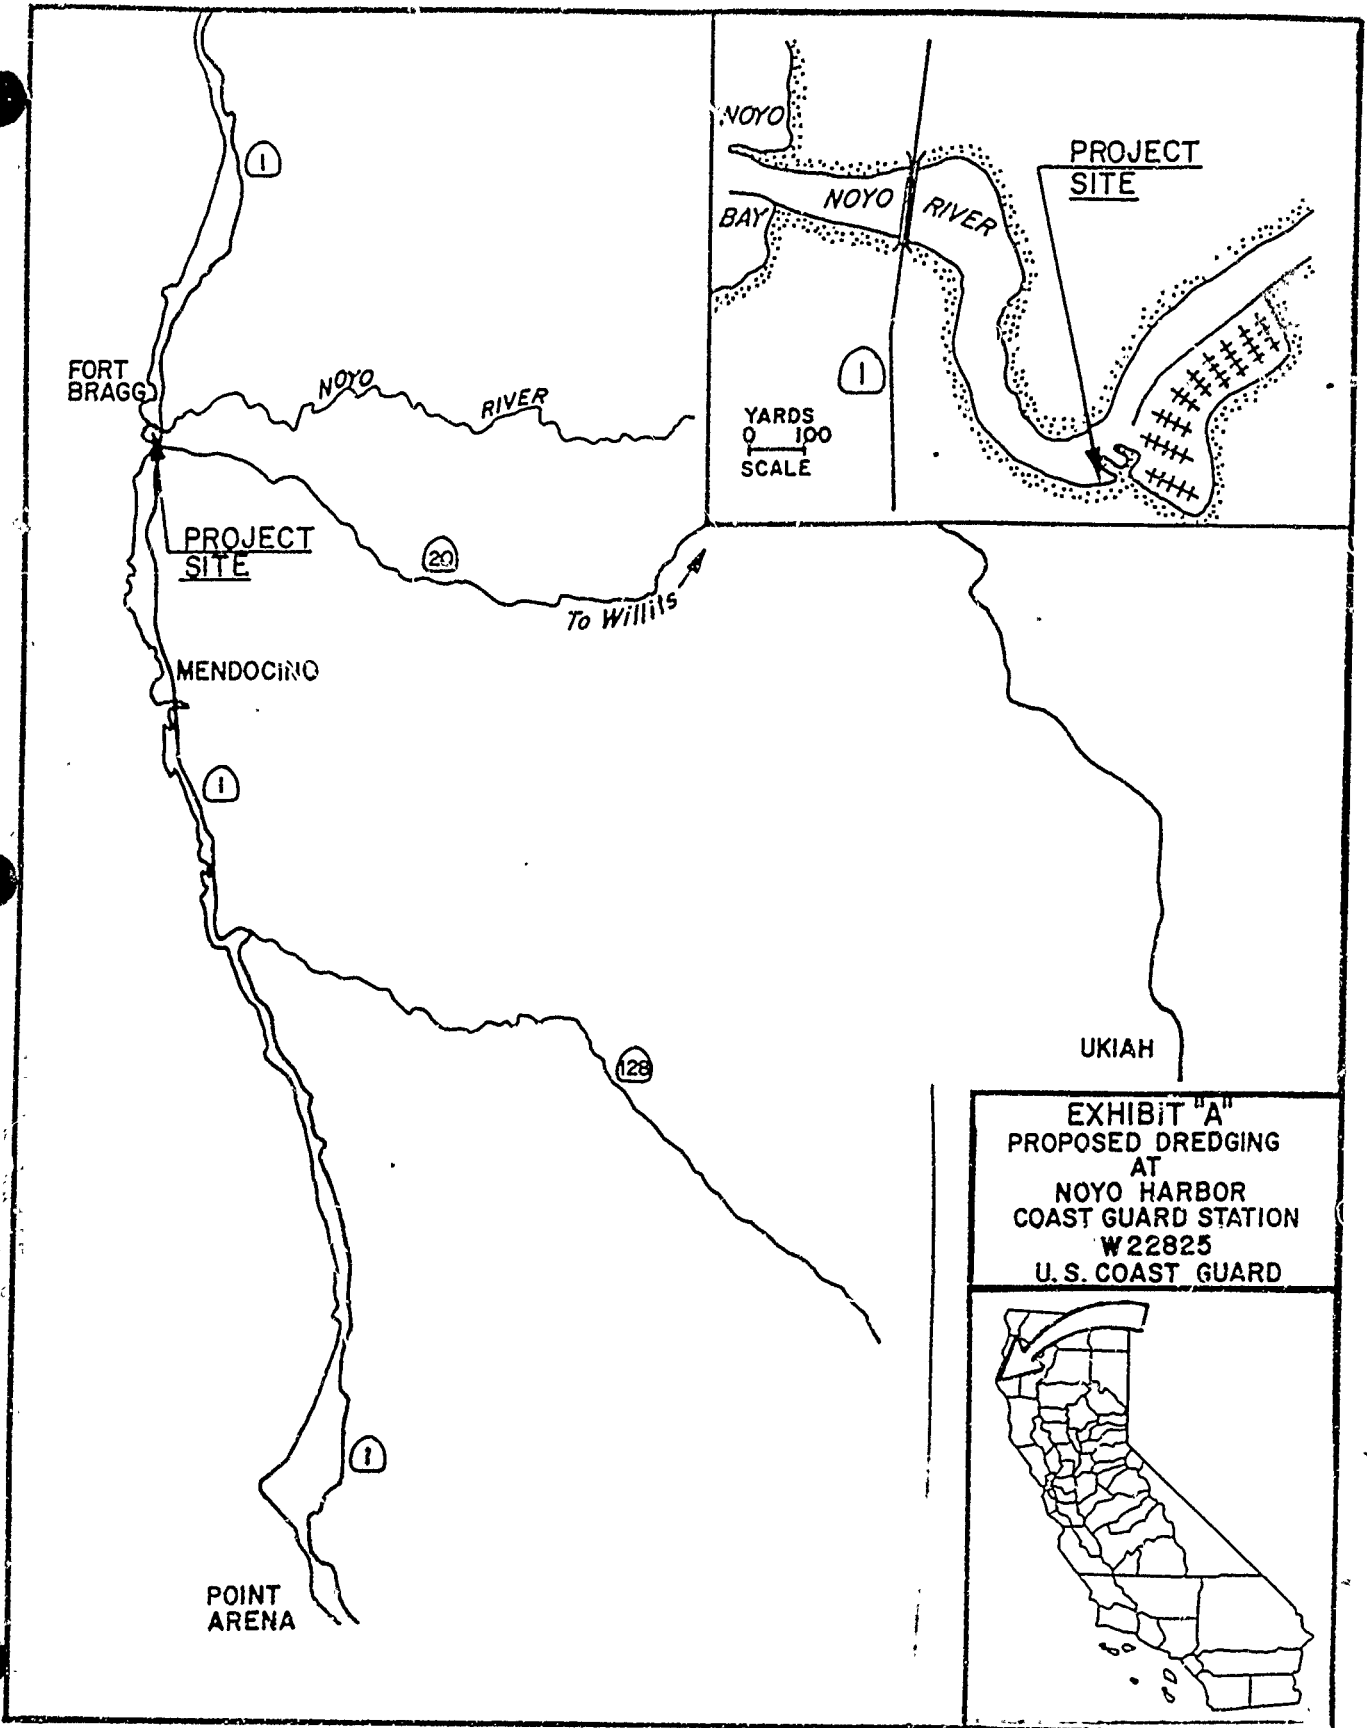 1
FORT
BRAGG
NOYO
RIVER
PROJECT
SITE
20
To Willits
MENDOCINO
1
128
1
POINT
ARENA
UKIAH
NOYO
BAY
NOYO
RIVER
PROJECT
SITE
1
YARDS
0 100
SCALE
EXHIBIT "A"
PROPOSED DREDGING
AT
NOYO HARBOR
COAST GUARD STATION
W 22825
U.S. COAST GUARD